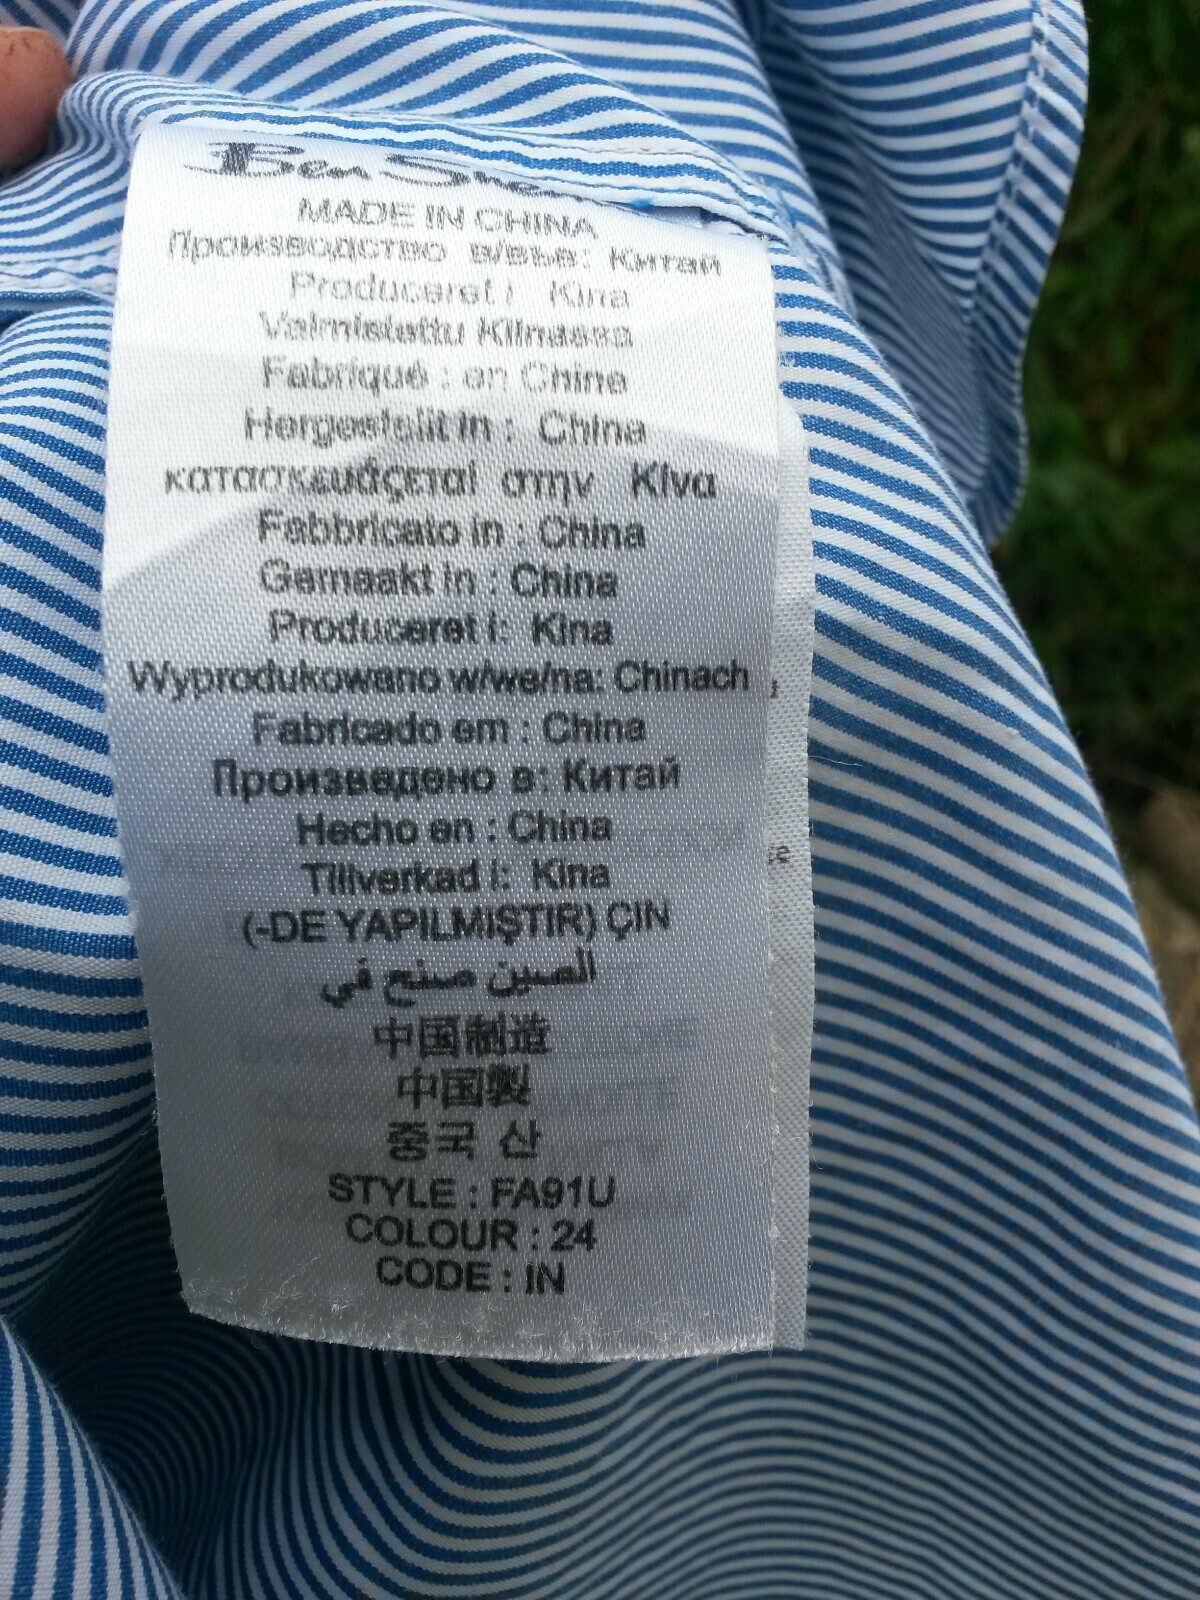 Ben She
MADE IN CHINA
Производство в/във: Китай
Produceret i Kina
Valmistettu Kiinassa
Fabriqué : en Chine
Hergestellt in : China
κατασκευάζεταί στην Κίνα
Fabbricato in : China
Gemaakt in : China
Produceret i: Kina
Wyprodukowano w/we/na: Chinach
Fabricado em : China
Произведено в: Китай
Hecho en : China
Tillverkad i: Kina
(-DE YAPILMIŞTIR) ÇIN
الصين صنع في
中国制造
中国製
중국 산
STYLE : FA91U
COLOUR : 24
CODE : IN